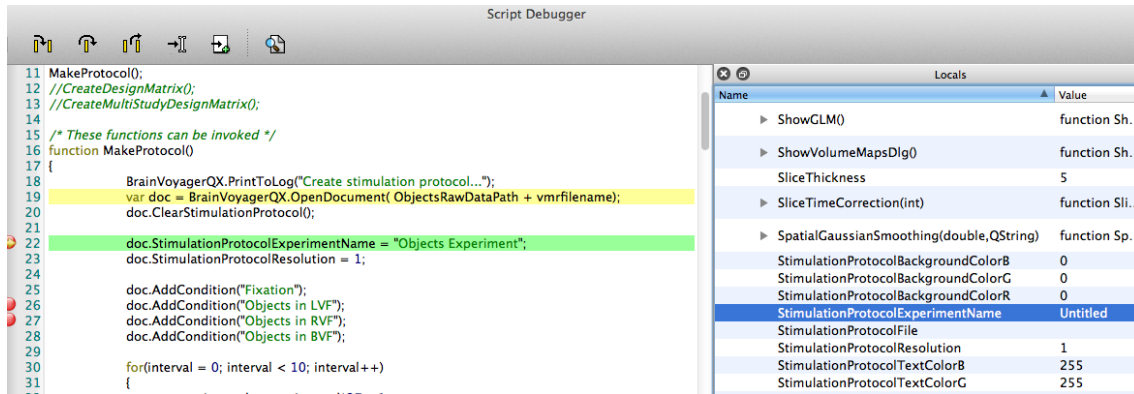 Script Debugger
11 MakeProtocol();
12 //CreateDesignMatrix();
13 //CreateMultiStudyDesignMatrix();
14
15 /* These functions can be invoked */
16 function MakeProtocol()
17 {
18 BrainVoyagerQX.PrintToLog("Create stimulation protocol...");
19 var doc = BrainVoyagerQX.OpenDocument( ObjectsRawDataPath + vmrfilename);
20 doc.ClearStimulationProtocol();
21
22 doc.StimulationProtocolExperimentName = "Objects Experiment";
23 doc.StimulationProtocolResolution = 1;
24
25 doc.AddCondition("Fixation");
26 doc.AddCondition("Objects in LVF");
27 doc.AddCondition("Objects in RVF");
28 doc.AddCondition("Objects in BVF");
29
30 for(interval = 0; interval < 10; interval++)
31 {
Locals
Name Value
ShowGLM() function Sh...
ShowVolumeMapsDlg() function Sh...
SliceThickness 5
SliceTimeCorrection(int) function Sli...
SpatialGaussianSmoothing(double,QString) function Sp...
StimulationProtocolBackgroundColorB 0
StimulationProtocolBackgroundColorG 0
StimulationProtocolBackgroundColorR 0
StimulationProtocolExperimentName Untitled
StimulationProtocolFile
StimulationProtocolResolution 1
StimulationProtocolTextColorB 255
StimulationProtocolTextColorG 255